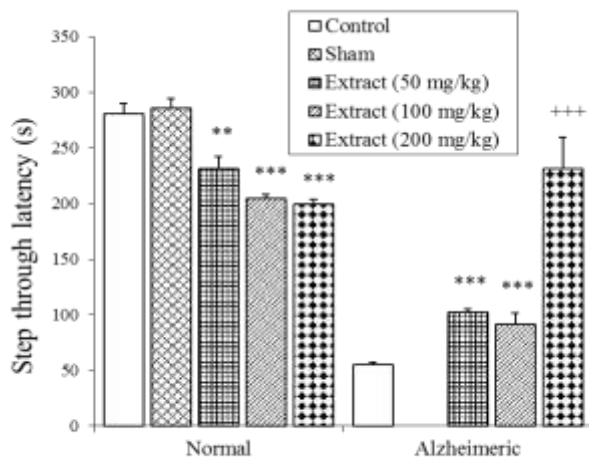 Control
Sham
Extract (50 mg/kg)
Extract (100 mg/kg)
Extract (200 mg/kg)
Step through latency (s)
350
300
250
200
150
100
50
0
**
***
***
***
***
+++
Normal
Alzheimeric